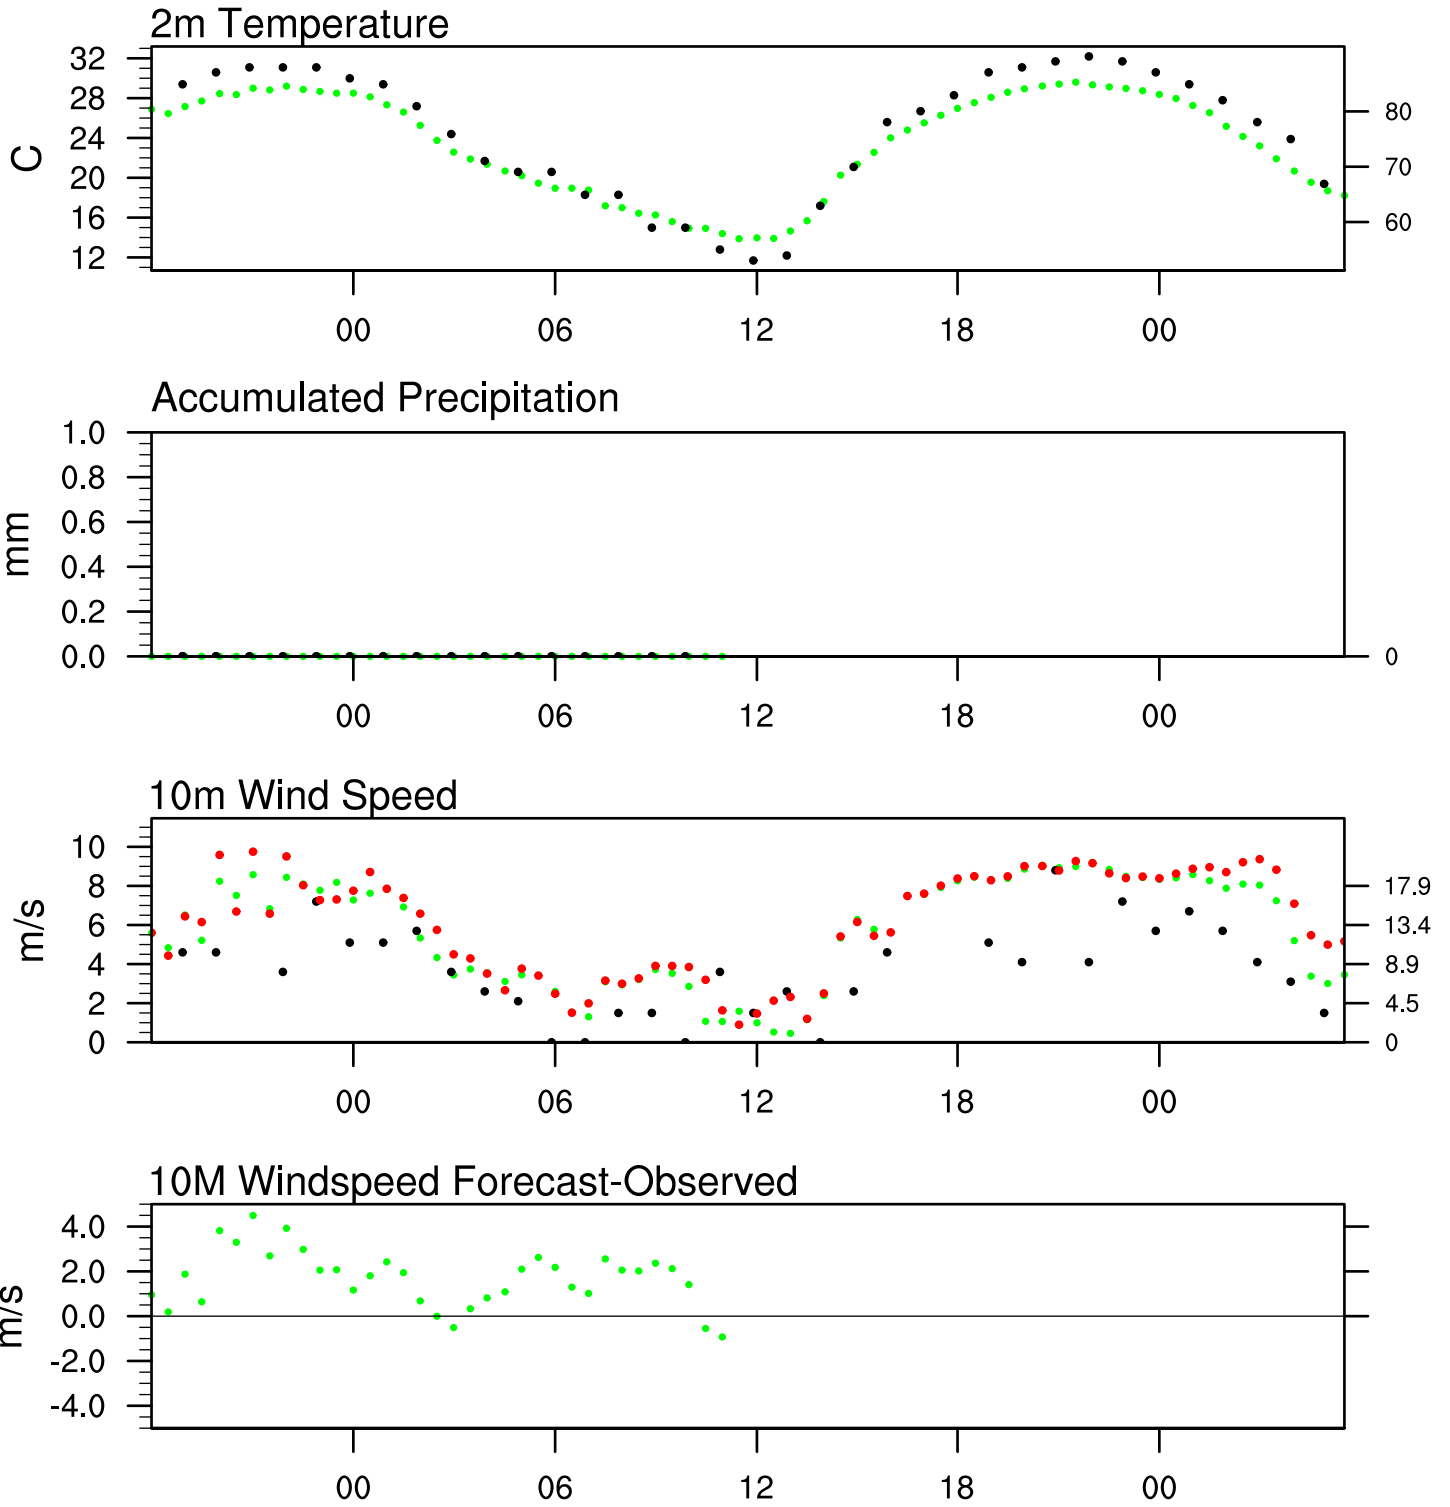 2m Temperature
32
28
24
20
16
12
C
80
70
60
00 06 12 18 00
Accumulated Precipitation
1.0
0.8
0.6
0.4
0.2
0.0
mm
0
00 06 12 18 00
10m Wind Speed
10
8
6
4
2
0
m/s
17.9
13.4
8.9
4.5
0
00 06 12 18 00
10M Windspeed Forecast-Observed
4.0
2.0
0.0
-2.0
-4.0
m/s
00 06 12 18 00